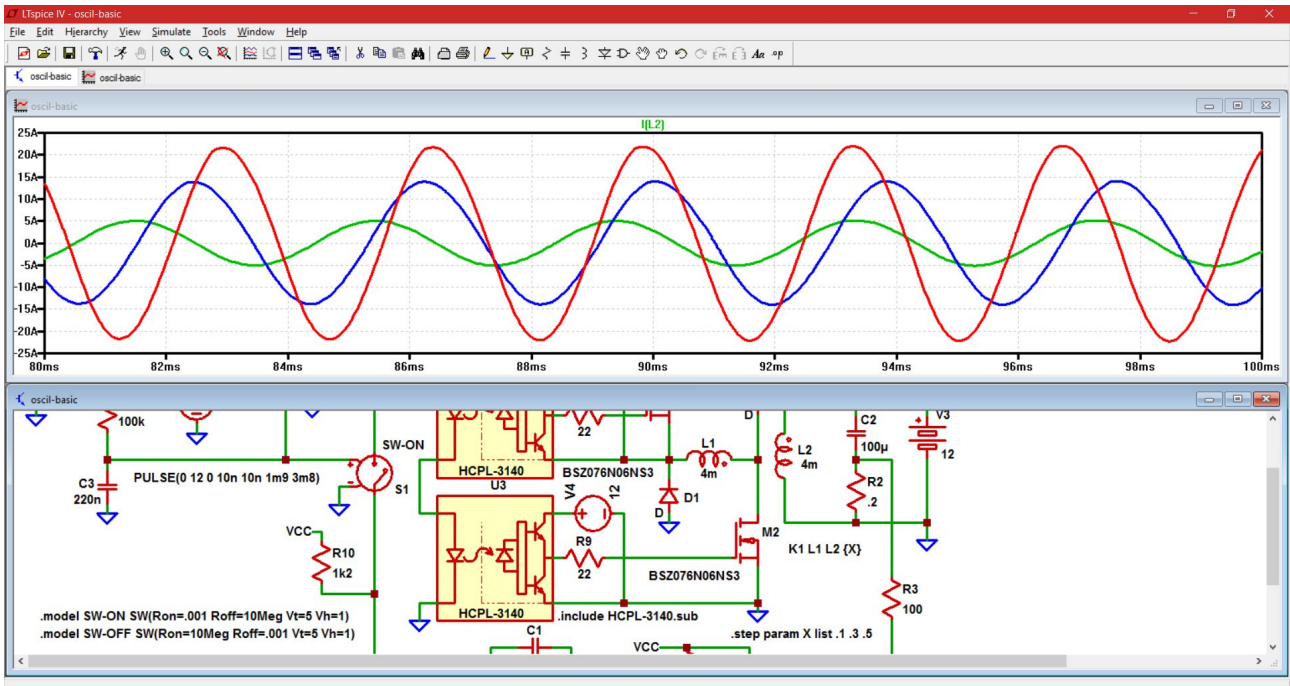 LTspice IV - oscil-basic
File Edit Hierarchy View Simulate Tools Window Help
Aa .op
oscil-basic oscil-basic
oscil-basic
I(L2)
25A
20A
15A
10A
5A
0A
-5A
-10A
-15A
-20A
-25A
80ms 82ms 84ms 86ms 88ms 90ms 92ms 94ms 96ms 98ms 100ms
oscil-basic
100k
SW-ON
22
D
L1
4m
L2
4m
C2
100µ
V3
12
C3
220n
PULSE(0 12 0 10n 10n 1m9 3m8)
S1
HCPL-3140
BSZ076N06NS3
U3
V4
12
D1
D
R2
.2
VCC
R10
1k2
R9
22
M2
K1 L1 L2 {X}
BSZ076N06NS3
R3
100
.model SW-ON SW(Ron=.001 Roff=10Meg Vt=5 Vh=1)
.model SW-OFF SW(Ron=10Meg Roff=.001 Vt=5 Vh=1)
HCPL-3140
.include HCPL-3140.sub
.step param X list .1 .3 .5
C1
VCC